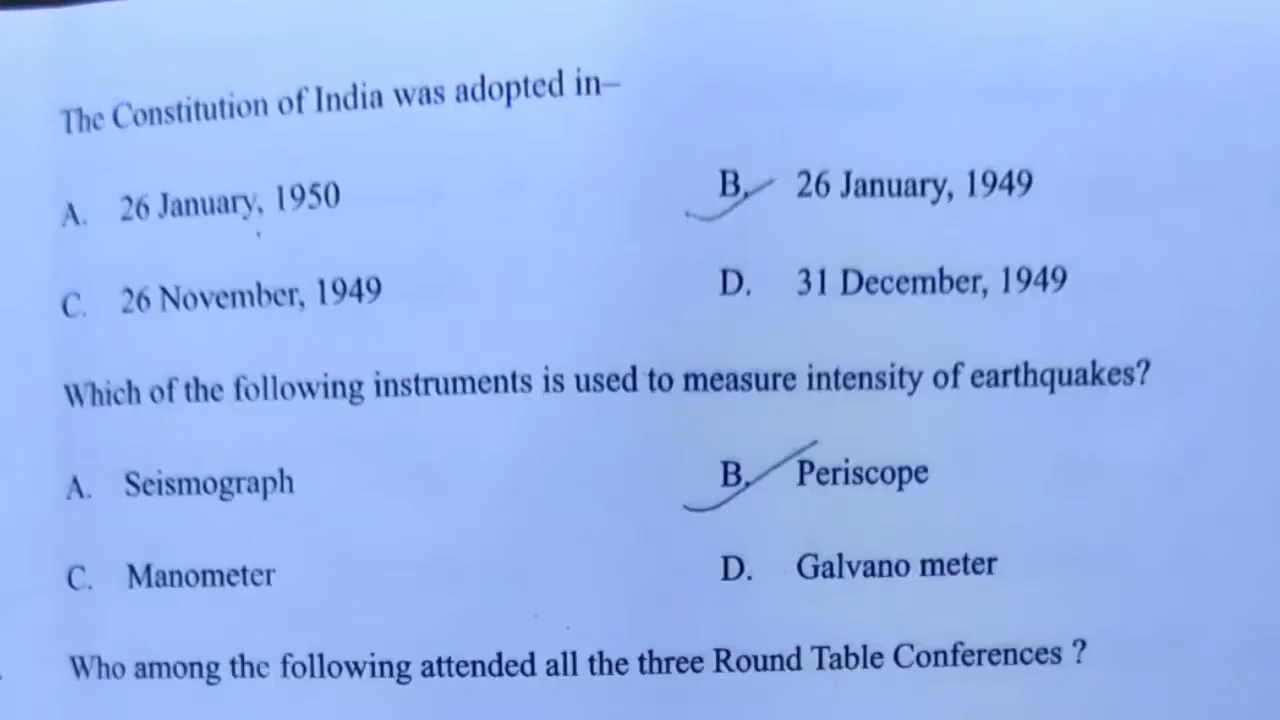 The Constitution of India was adopted in–
A. 26 January, 1950 B. 26 January, 1949
C. 26 November, 1949 D. 31 December, 1949
Which of the following instruments is used to measure intensity of earthquakes?
A. Seismograph B. Periscope
C. Manometer D. Galvano meter
Who among the following attended all the three Round Table Conferences ?